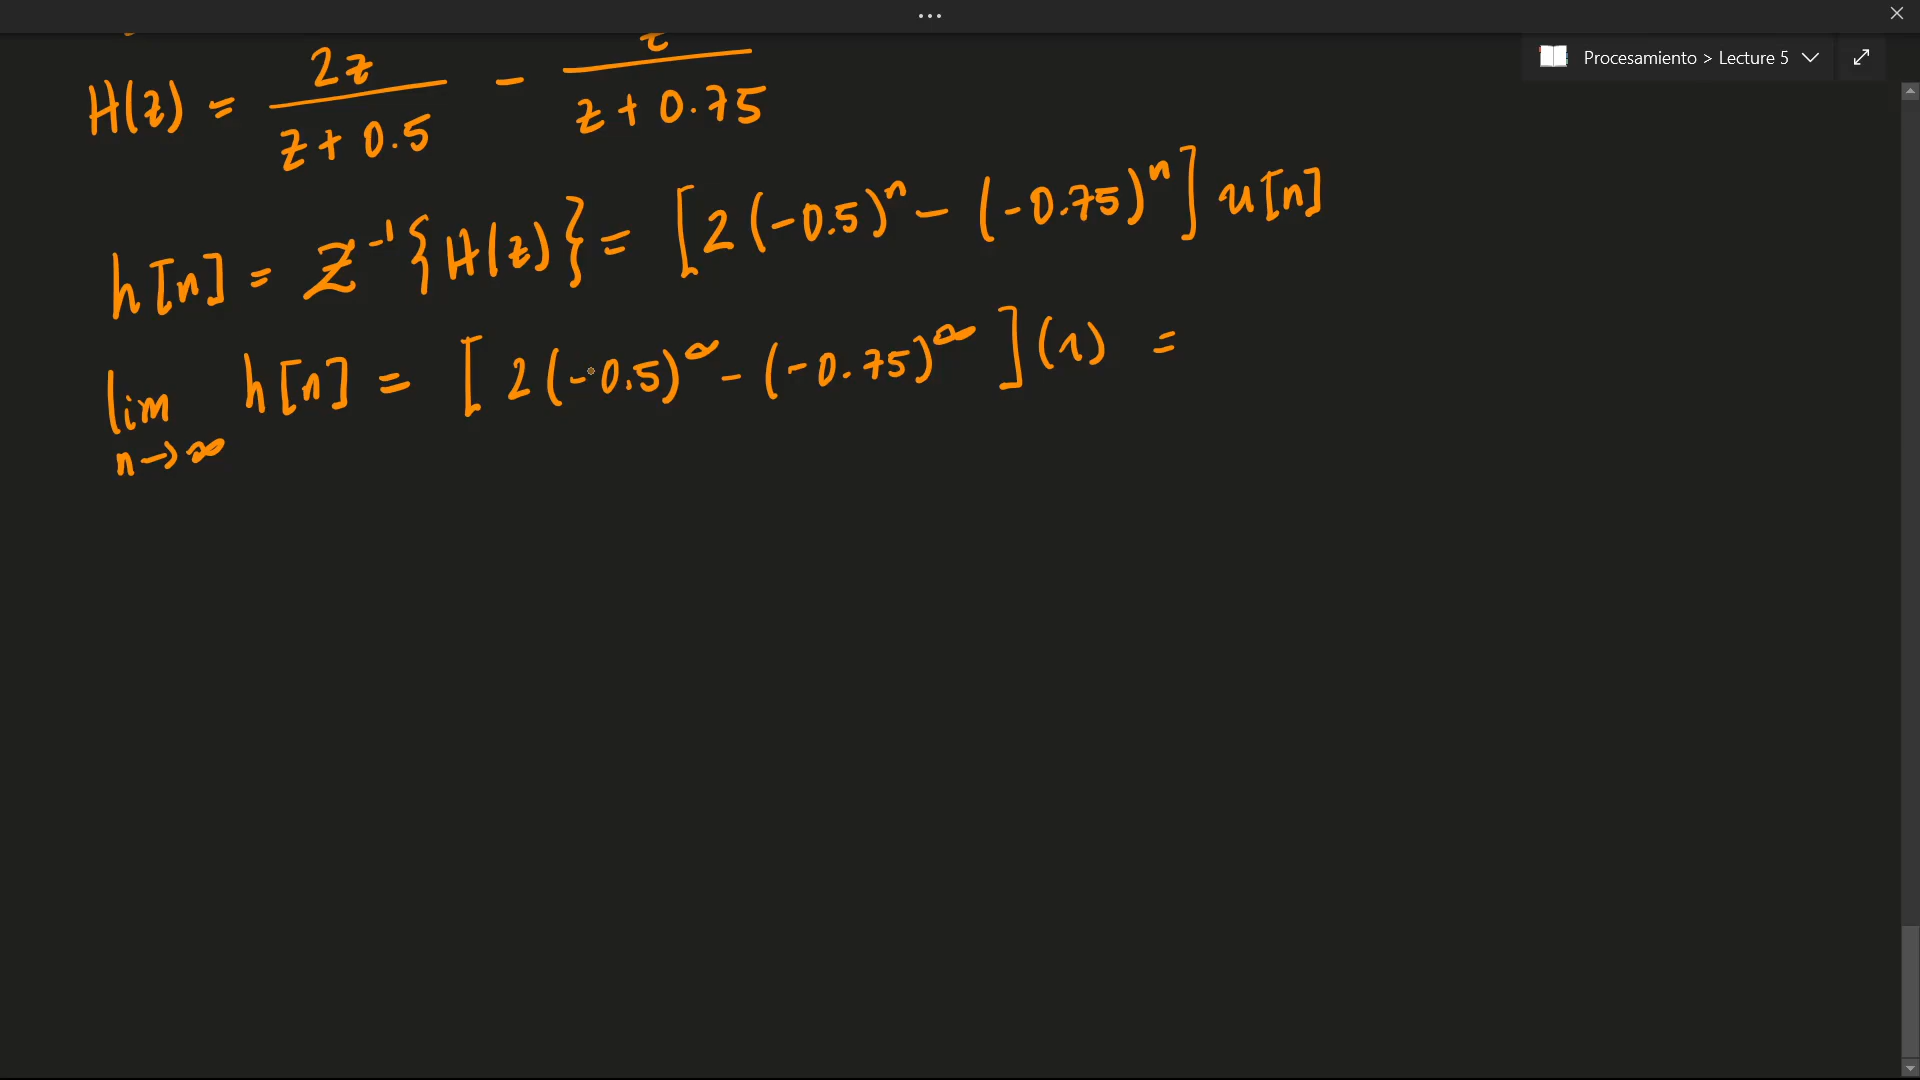 ...
Procesamiento > Lecture 5
H(z) = 2z / (z + 0.5) - z / (z + 0.75)
h[n] = Z⁻¹{H(z)} = [2(-0.5)ⁿ - (-0.75)ⁿ] u[n]
lim n→∞ h[n] = [2(-0.5)^∞ - (-0.75)^∞](1) =